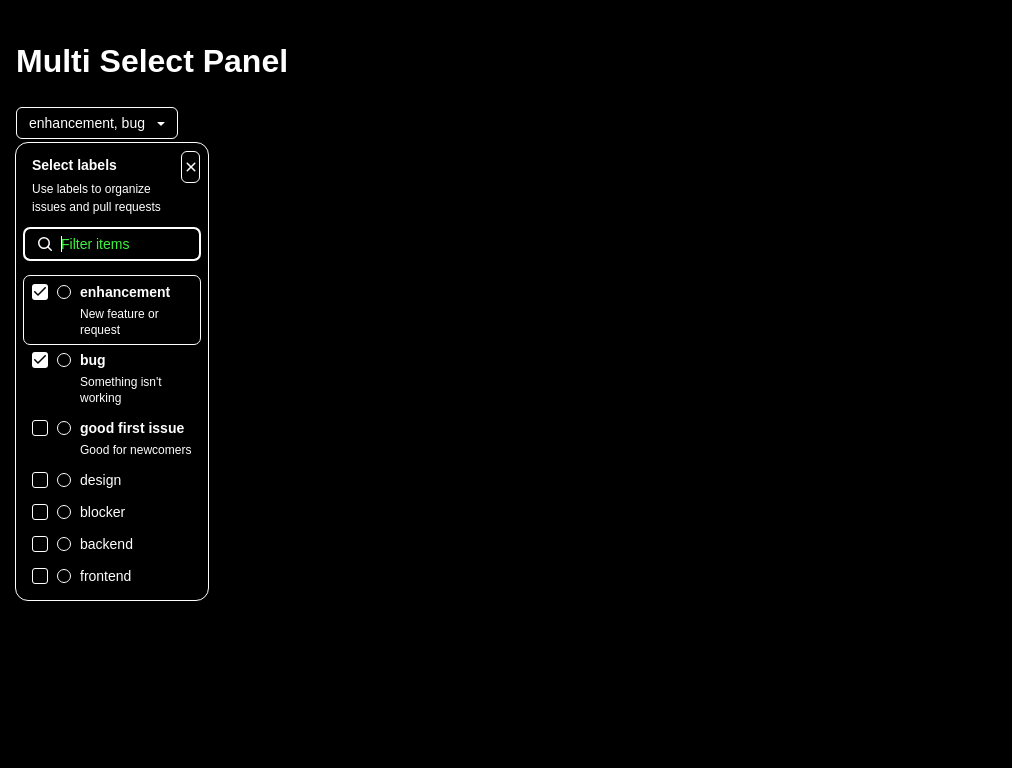 Multi Select Panel
enhancement, bug
Select labels
Use labels to organize
issues and pull requests
Filter items
enhancement
New feature or
request
bug
Something isn't
working
good first issue
Good for newcomers
design
blocker
backend
frontend